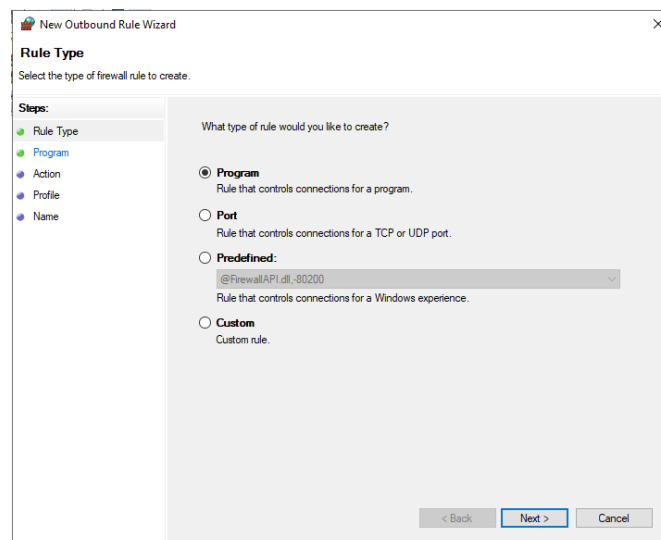 New Outbound Rule Wizard
Rule Type
Select the type of firewall rule to create.
Steps:
Rule Type
Program
Action
Profile
Name
What type of rule would you like to create?
Program
Rule that controls connections for a program.
Port
Rule that controls connections for a TCP or UDP port.
Predefined:
@FirewallAPI.dll,-80200
Rule that controls connections for a Windows experience.
Custom
Custom rule.
< Back
Next >
Cancel